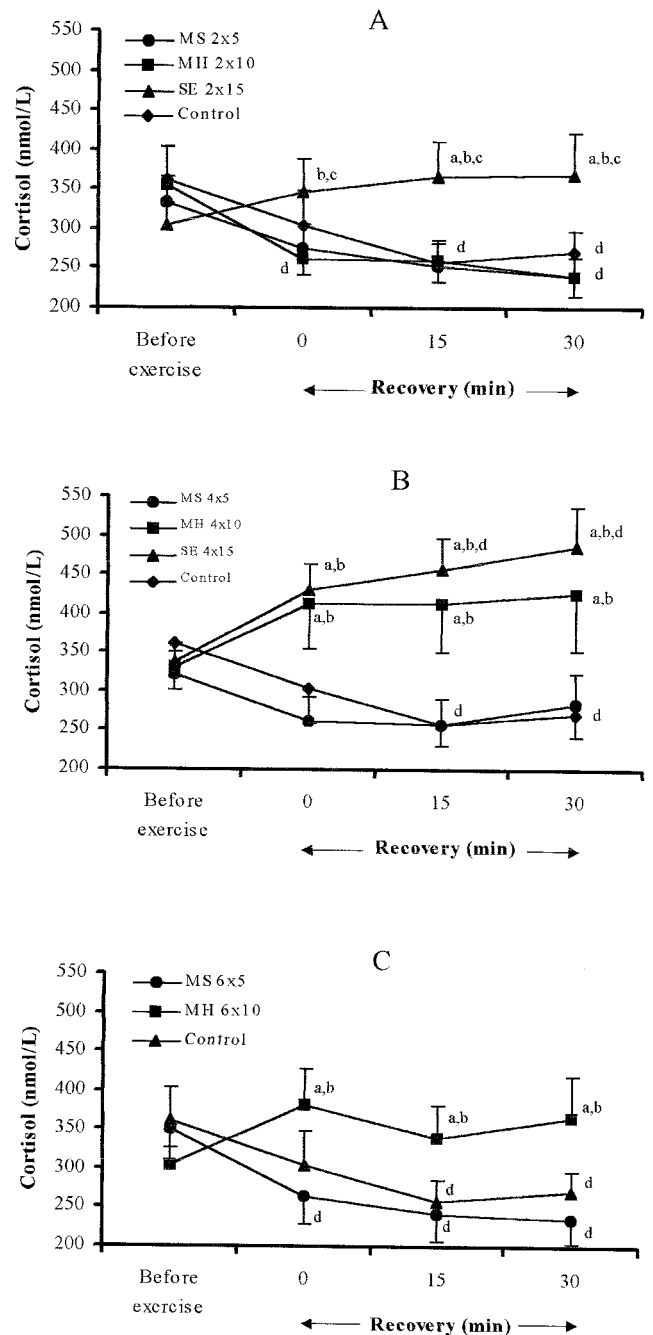 A
550
500
450
400
350
300
250
200
Cortisol (nmol/L)
MS 2x5
MH 2x10
SE 2x15
Control
b,c
a,b,c
a,b,c
d
d
d
d
Before
exercise
0
15
30
Recovery (min)
B
550
500
450
400
350
300
250
200
Cortisol (nmol/L)
MS 4x5
MH 4x10
SE 4x15
Control
a,b
a,b,d
a,b,d
a,b
a,b
a,b
d
d
Before
exercise
0
15
30
Recovery (min)
C
550
500
450
400
350
300
250
200
Cortisol (nmol/L)
MS 6x5
MH 6x10
Control
a,b
a,b
a,b
d
d
d
d
d
Before
exercise
0
15
30
Recovery (min)